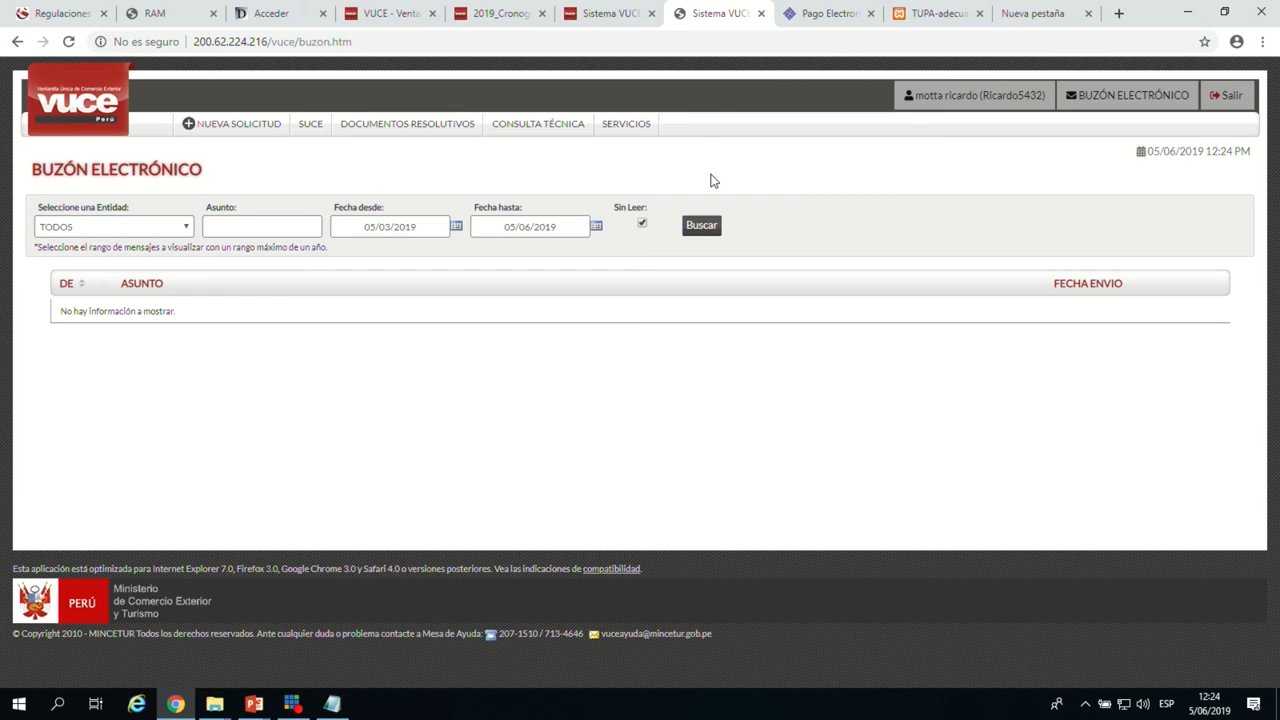 Regulaciones
RAM
Acceder
VUCE - Venta
2019_Cronog
Sistema VUCE
Sistema VUCE
Pago Electron
TUPA-adecua
Nueva pestaña
No es seguro
200.62.224.216/vuce/buzon.htm
Ventanilla Única de Comercio Exterior
vuce
Perú
motta ricardo (Ricardo5432)
BUZÓN ELECTRÓNICO
Salir
NUEVA SOLICITUD
SUCE
DOCUMENTOS RESOLUTIVOS
CONSULTA TÉCNICA
SERVICIOS
05/06/2019 12:24 PM
BUZÓN ELECTRÓNICO
Seleccione una Entidad:
Asunto:
Fecha desde:
Fecha hasta:
Sin Leer:
TODOS
05/03/2019
05/06/2019
Buscar
*Seleccione el rango de mensajes a visualizar con un rango máximo de un año.
DE
ASUNTO
FECHA ENVIO
No hay información a mostrar.
Esta aplicación está optimizada para Internet Explorer 7.0, Firefox 3.0, Google Chrome 3.0 y Safari 4.0 o versiones posteriores. Vea las indicaciones de compatibilidad.
PERÚ
Ministerio
de Comercio Exterior
y Turismo
© Copyright 2010 - MINCETUR Todos los derechos reservados. Ante cualquier duda o problema contacte a Mesa de Ayuda: 207-1510 / 713-4646 vuceayuda@mincetur.gob.pe
ESP
12:24
5/06/2019